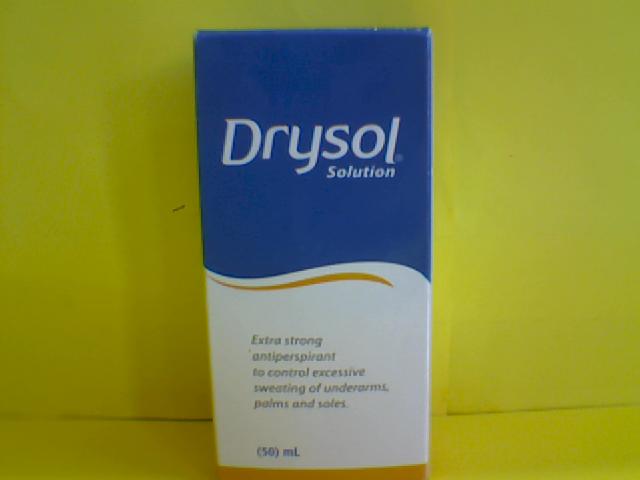 Drysol®
Solution
Extra strong
antiperspirant
to control excessive
sweating of underarms,
palms and soles.
(50) mL